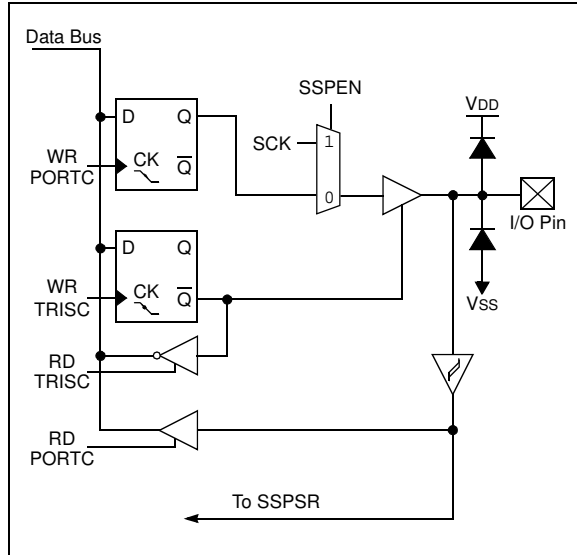 Data Bus
SSPEN
VDD
D Q
SCK 1
WR
PORTC
CK Q
0
I/O Pin
D Q
WR
TRISC
CK Q
VSS
RD
TRISC
RD
PORTC
To SSPSR